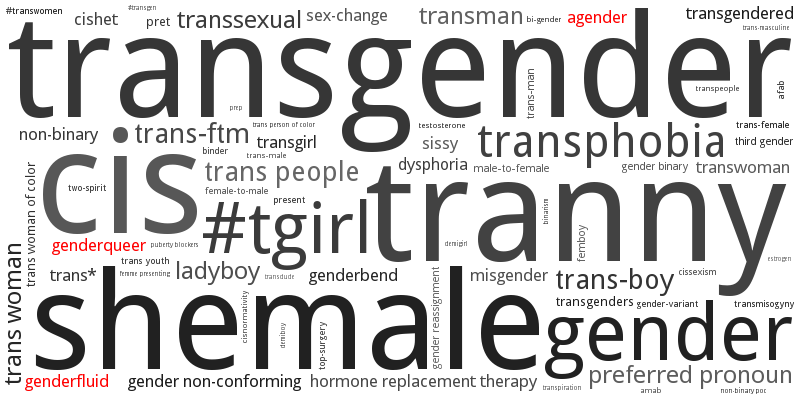 #transwomen
#transgen
cishet
pret
transsexual
sex-change
transman
bi-gender
agender
transgendered
trans-masculine
transgender
trans-man
transpeople
afab
prep
non-binary
trans-ftm
trans person of color
transgirl
testosterone
sissy
transphobia
trans-female
third gender
binder
trans-male
cis
two-spirit
trans people
dysphoria
male-to-female
gender binary
transwoman
female-to-male
present
tranny
trans woman of color
#tgirl
binarism
femboy
demigirl
estrogen
genderqueer
puberty blockers
trans youth
trans*
femme presenting
ladyboy
transdude
genderbend
misgender
trans-boy
cissexism
trans woman
shemale
cisnormativity
demiboy
top-surgery
gender reassignment
transgenders
gender-variant
transmisogyny
gender
genderfluid
gender non-conforming
hormone replacement therapy
transpiration
preferred pronoun
amab
non-binary poc